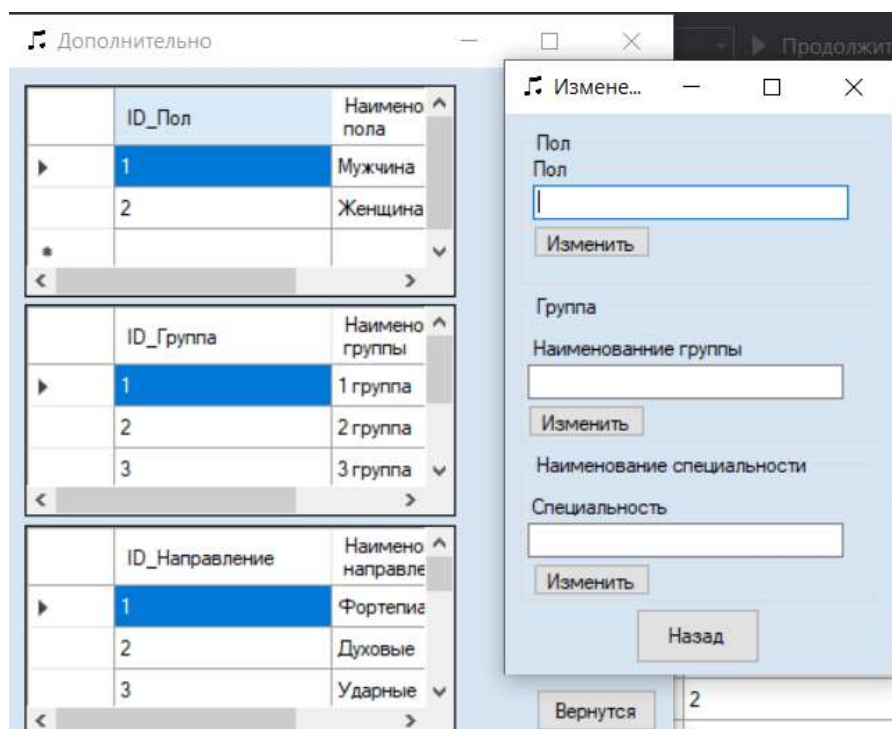 Дополнительно
Продолжит
ID_Пол Наимено
пола
1 Мужчина
2 Женщина
ID_Группа Наимено
группы
1 1 группа
2 2 группа
3 3 группа
ID_Направление Наимено
направле
1 Фортепиа
2 Духовые
3 Ударные
Вернутся
2
Измене...
Пол
Пол
Изменить
Группа
Наименованние группы
Изменить
Наименование специальности
Специальность
Изменить
Назад